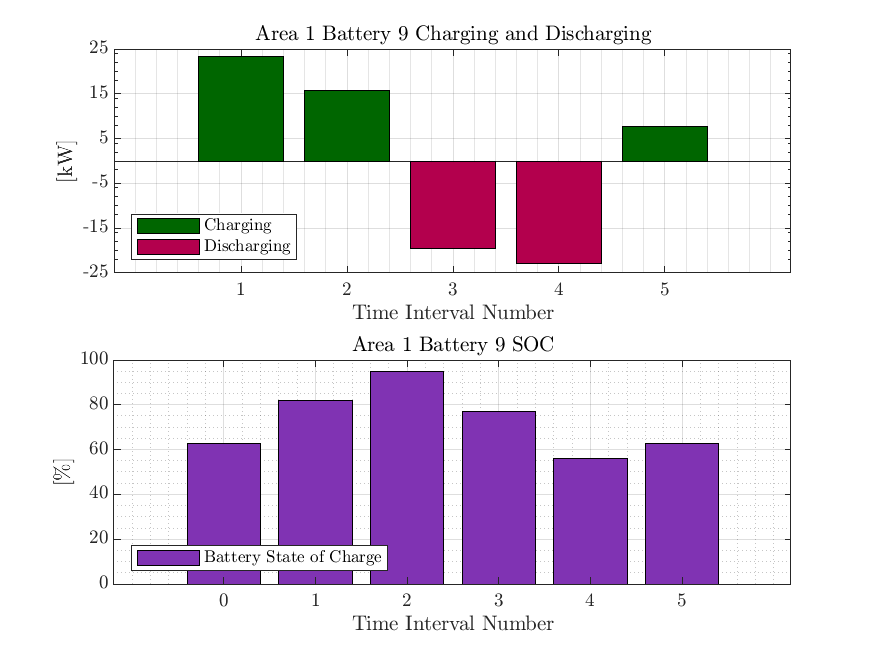 Area 1 Battery 9 Charging and Discharging
25
15
5
-5
-15
-25
[kW]
Charging
Discharging
1 2 3 4 5
Time Interval Number
Area 1 Battery 9 SOC
100
80
60
40
20
0
[%]
Battery State of Charge
0 1 2 3 4 5
Time Interval Number